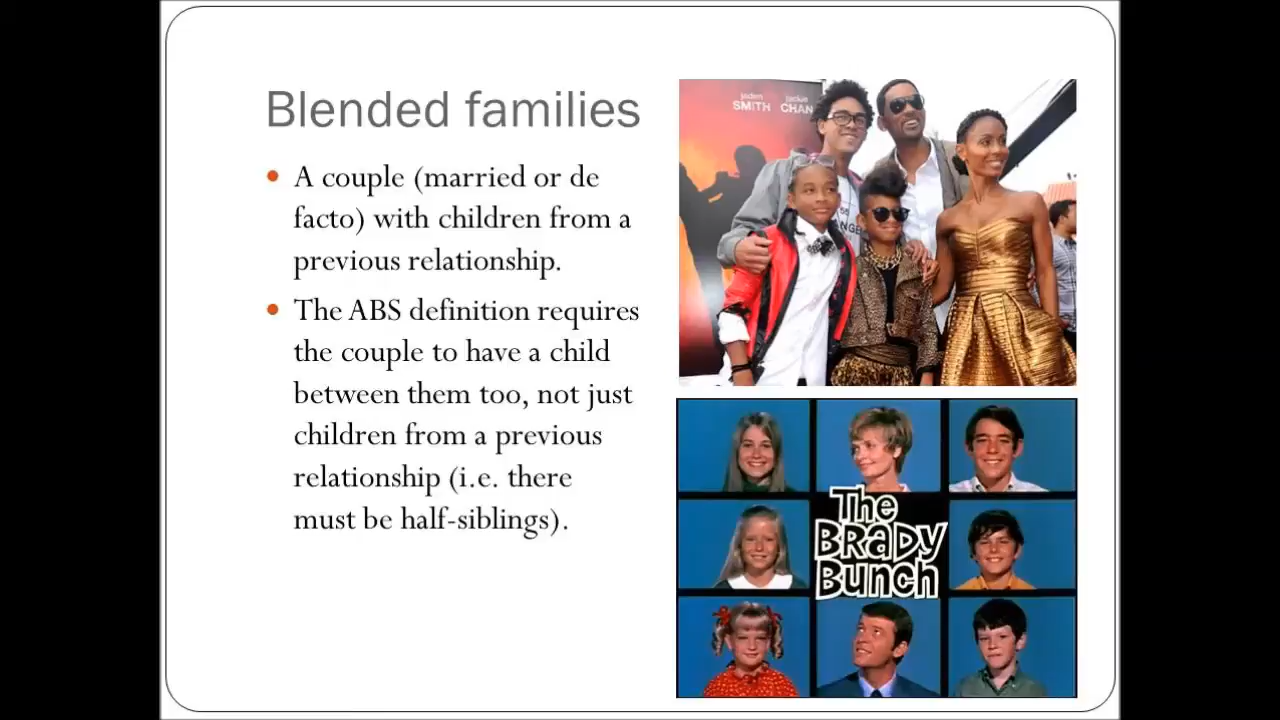 Blended families
A couple (married or de
facto) with children from a
previous relationship.
The ABS definition requires
the couple to have a child
between them too, not just
children from a previous
relationship (i.e. there
must be half-siblings).
jaden jackie
SMITH CHAN
The
BRADY
BUNCH